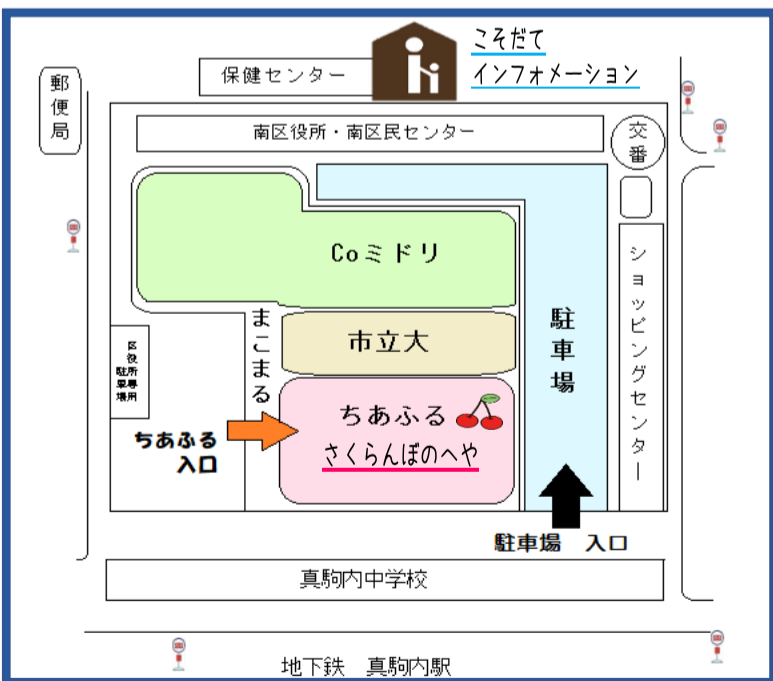 こそだて
インフォメーション
保健センター
郵便局
南区役所・南区民センター
交番
Coミドリ
ショッピングセンター
まこまる
市立大
駐車場
区役所専用駐車場
ちあふる
さくらんぼのへや
ちあふる
入口
駐車場 入口
真駒内中学校
地下鉄 真駒内駅